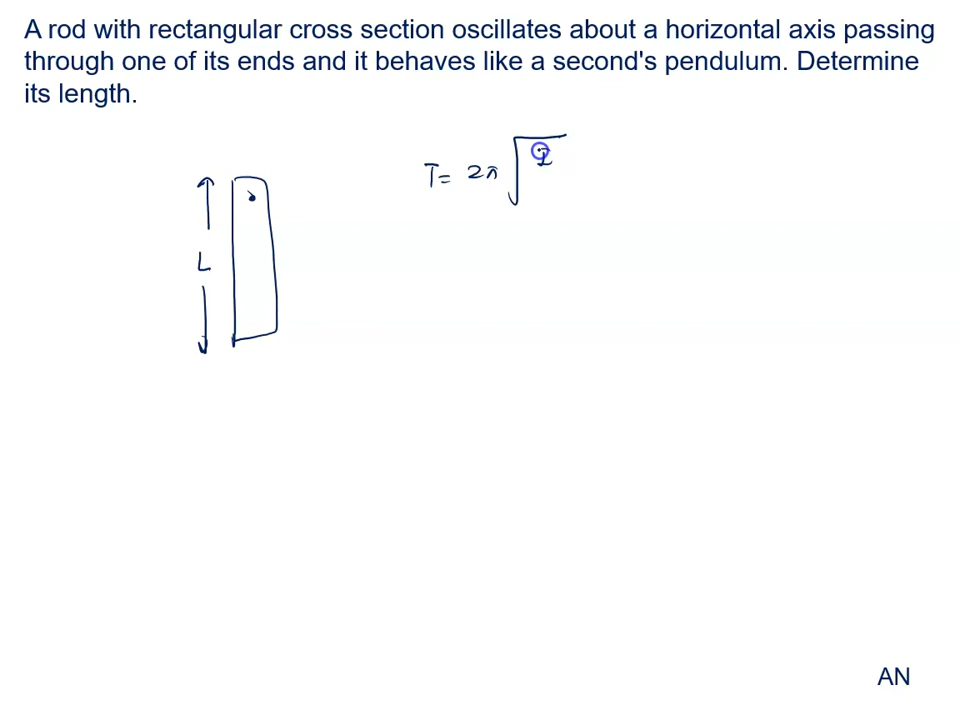 A rod with rectangular cross section oscillates about a horizontal axis passing
through one of its ends and it behaves like a second's pendulum. Determine
its length.
T = 2π √I
L
AN